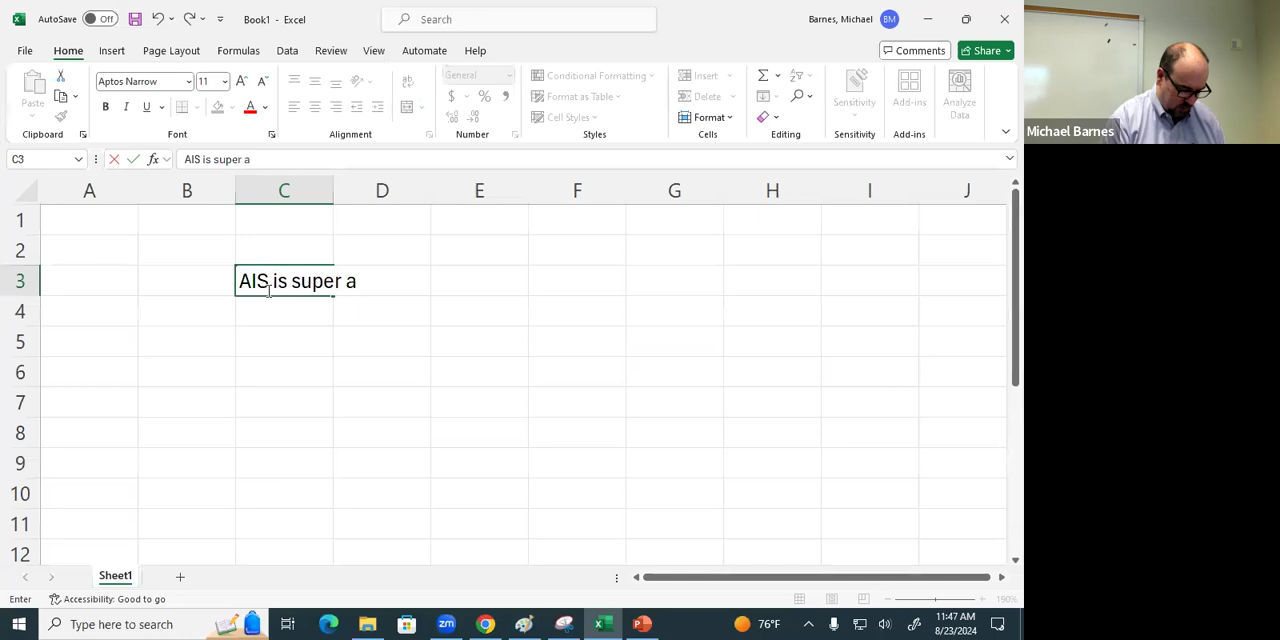 AutoSave Off Book1 - Excel Search Barnes, Michael BM
File Home Insert Page Layout Formulas Data Review View Automate Help Comments Share
Paste Aptos Narrow 11 General Conditional Formatting Insert Sensitivity Add-ins Analyze Data
Format as Table Delete
B I U A $ % Cell Styles Format
Clipboard Font Alignment Number Styles Cells Editing Sensitivity Add-ins
Michael Barnes
C3 fx AIS is super a
A B C D E F G H I J
1
2
3 AIS is super a
4
5
6
7
8
9
10
11
12
Sheet1
Enter Accessibility: Good to go 190%
Type here to search zm 76°F 11:47 AM
8/23/2024